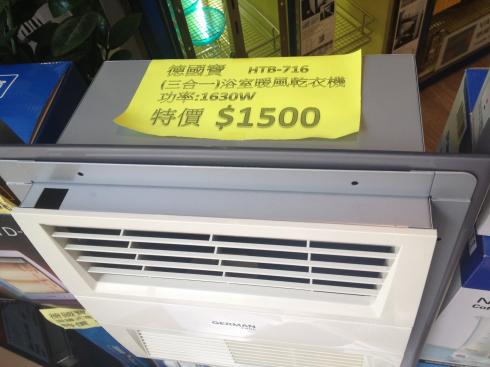 德國寶 HTB-716
(三合一)浴室暖風乾衣機
功率:1630W
特價 $1500
GERMAN